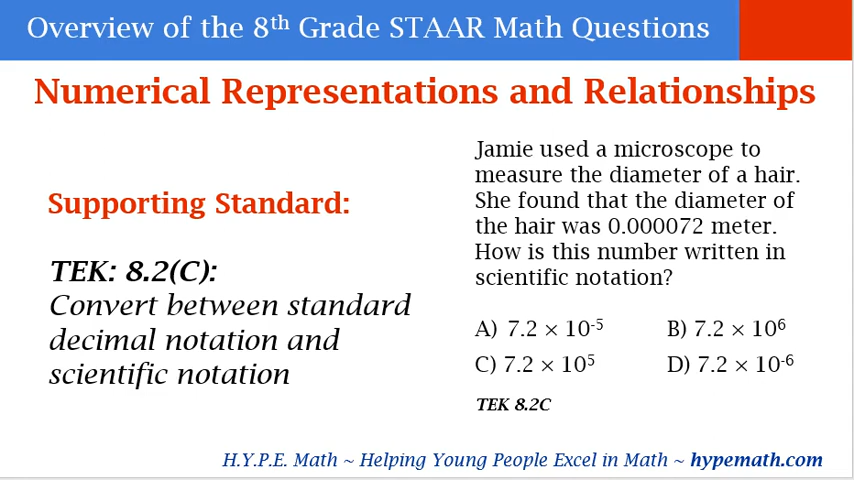 Overview of the 8th Grade STAAR Math Questions
Numerical Representations and Relationships
Supporting Standard:
TEK: 8.2(C):
Convert between standard
decimal notation and
scientific notation
Jamie used a microscope to
measure the diameter of a hair.
She found that the diameter of
the hair was 0.000072 meter.
How is this number written in
scientific notation?
A) 7.2 × 10⁻⁵ B) 7.2 × 10⁶
C) 7.2 × 10⁵ D) 7.2 × 10⁻⁶
TEK 8.2C
H.Y.P.E. Math ~ Helping Young People Excel in Math ~ hypemath.com